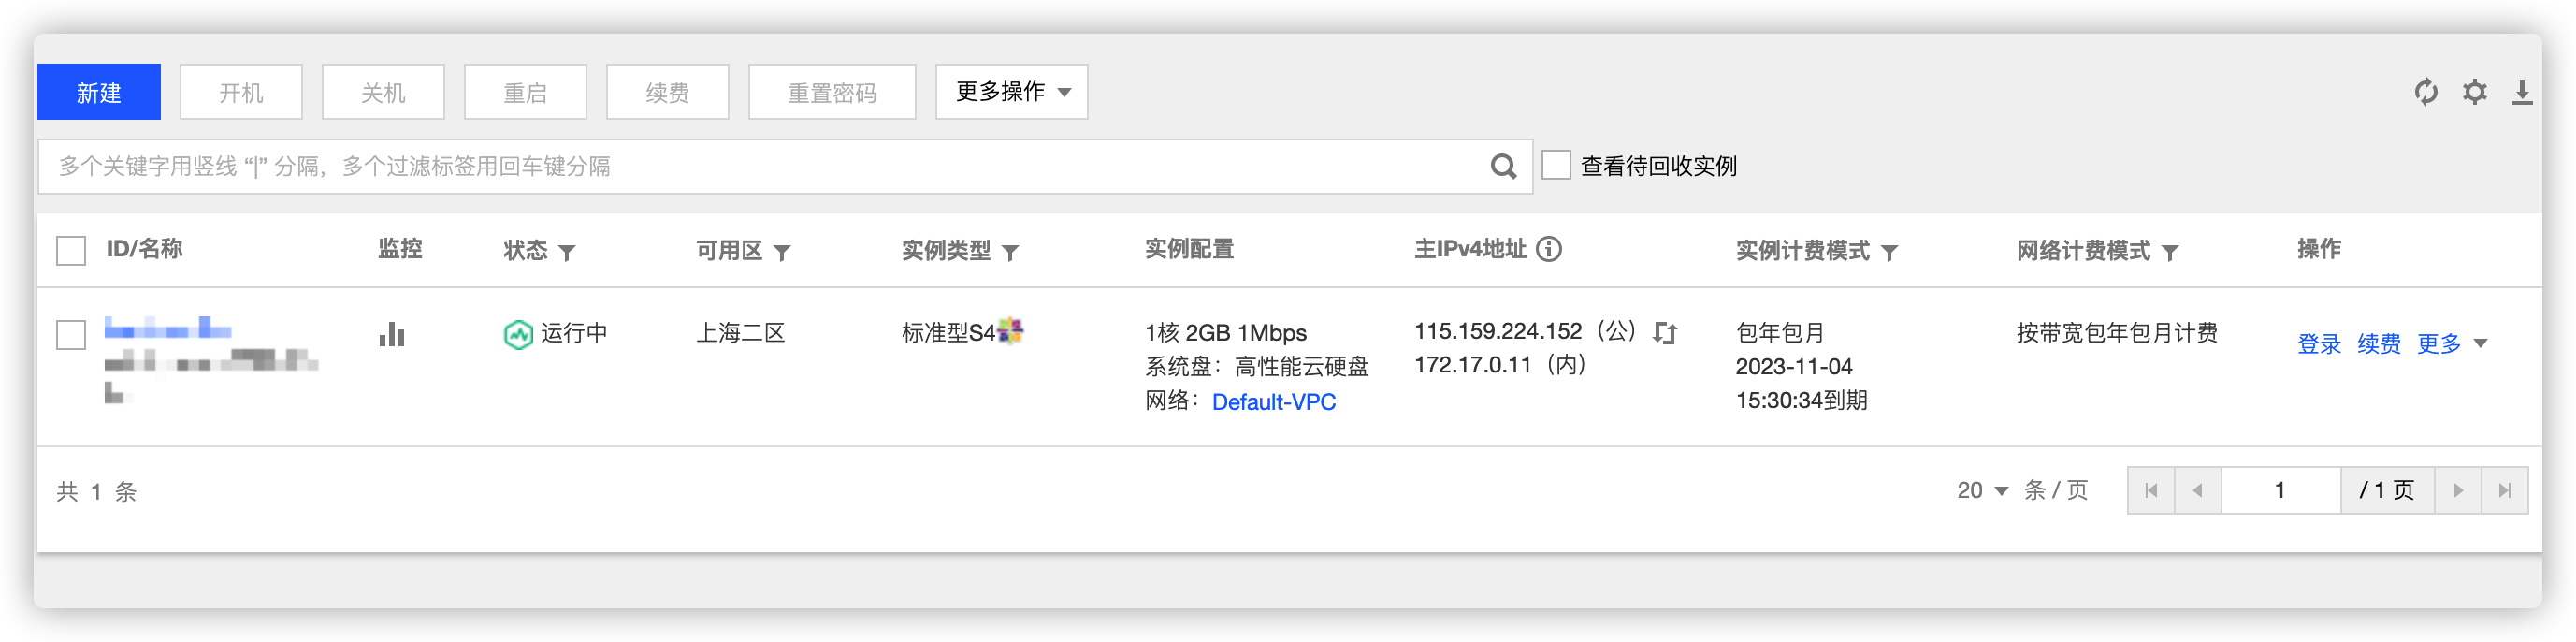 新建 开机 关机 重启 续费 重置密码 更多操作
多个关键字用竖线 “|” 分隔，多个过滤标签用回车键分隔 查看待回收实例
ID/名称 监控 状态 可用区 实例类型 实例配置 主IPv4地址 实例计费模式 网络计费模式 操作
运行中 上海二区 标准型S4 1核 2GB 1Mbps 115.159.224.152（公） 包年包月 按带宽包年包月计费 登录 续费 更多
系统盘：高性能云硬盘 172.17.0.11（内） 2023-11-04
网络：Default-VPC 15:30:34到期
共 1 条 20 条 / 页 1 / 1 页